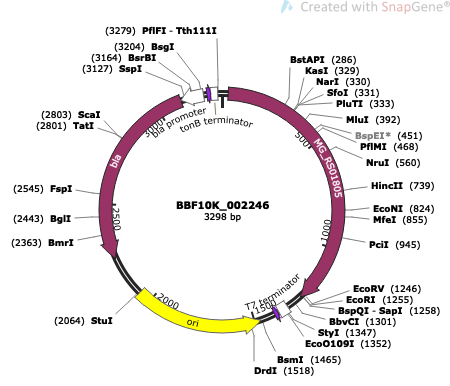 Created with SnapGene®
(3279) PflFI - Tth111I
(3204) BsgI
(3164) BsrBI
(3127) SspI
(2803) ScaI
(2801) TatI
(2545) FspI
(2443) BglI
(2363) BmrI
(2064) StuI
BstAPI (286)
KasI (329)
NarI (330)
SfoI (331)
PluTI (333)
MluI (392)
BspEI* (451)
PflMI (468)
NruI (560)
HincII (739)
EcoNI (824)
MfeI (855)
PciI (945)
EcoRV (1246)
EcoRI (1255)
BspQI - SapI (1258)
BbvCI (1301)
StyI (1347)
EcoO109I (1352)
BsmI (1465)
DrdI (1518)
bla promoter
tonB terminator
T7 terminator
bla
MG_RS01805
ori
500
1000
1500
2000
2500
3000
BBF10K_002246
3298 bp